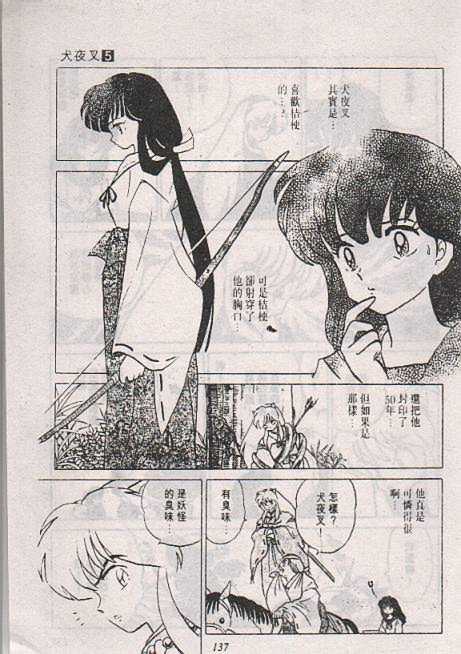 犬夜叉5
犬夜叉
其實是…
喜歡桔梗
的…
可是桔梗
卻射穿了
他的胸口…
還把他
封印了
50年…
但如果是
那樣…
他真是
可憐得很
啊…
怎樣?
犬夜叉!
有臭味…
是妖怪
的臭味…
137